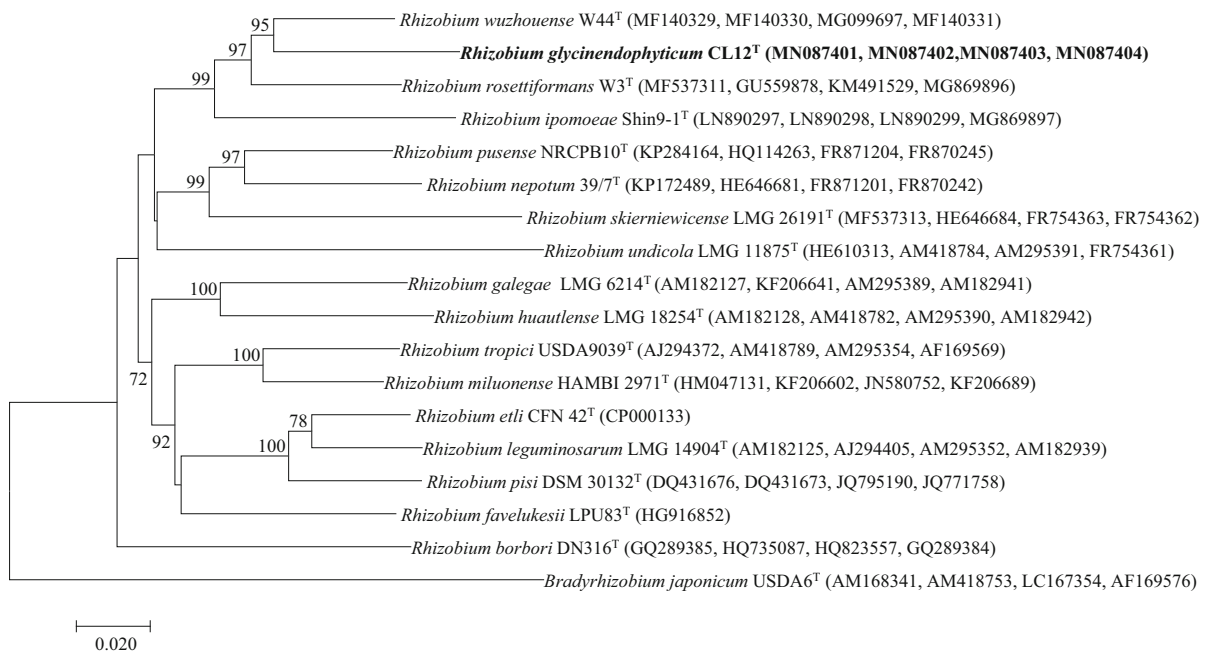 95
Rhizobium wuzhouense W44T (MF140329, MF140330, MG099697, MF140331)
97
Rhizobium glycinendophyticum CL12T (MN087401, MN087402,MN087403, MN087404)
99
Rhizobium rosettiformans W3T (MF537311, GU559878, KM491529, MG869896)
Rhizobium ipomoeae Shin9-1T (LN890297, LN890298, LN890299, MG869897)
97
Rhizobium pusense NRCPB10T (KP284164, HQ114263, FR871204, FR870245)
99
Rhizobium nepotum 39/7T (KP172489, HE646681, FR871201, FR870242)
Rhizobium skierniewicense LMG 26191T (MF537313, HE646684, FR754363, FR754362)
Rhizobium undicola LMG 11875T (HE610313, AM418784, AM295391, FR754361)
100
Rhizobium galegae LMG 6214T (AM182127, KF206641, AM295389, AM182941)
Rhizobium huautlense LMG 18254T (AM182128, AM418782, AM295390, AM182942)
100
Rhizobium tropici USDA9039T (AJ294372, AM418789, AM295354, AF169569)
72
Rhizobium miluonense HAMBI 2971T (HM047131, KF206602, JN580752, KF206689)
78
Rhizobium etli CFN 42T (CP000133)
92
100
Rhizobium leguminosarum LMG 14904T (AM182125, AJ294405, AM295352, AM182939)
Rhizobium pisi DSM 30132T (DQ431676, DQ431673, JQ795190, JQ771758)
Rhizobium favelukesii LPU83T (HG916852)
Rhizobium borbori DN316T (GQ289385, HQ735087, HQ823557, GQ289384)
Bradyrhizobium japonicum USDA6T (AM168341, AM418753, LC167354, AF169576)
0.020